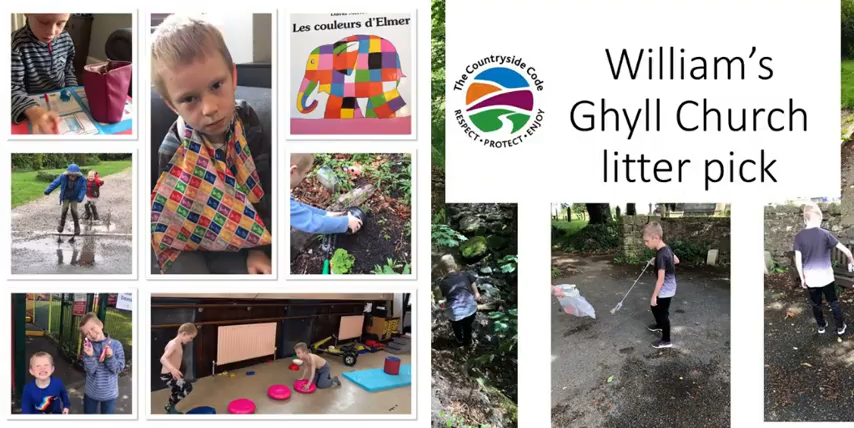 Les couleurs d'Elmer
The Countryside Code
RESPECT • PROTECT • ENJOY
William's
Ghyll Church
litter pick